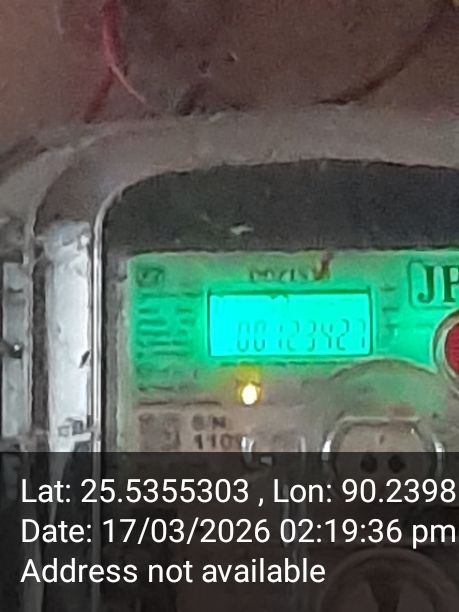 JP
00123427
S/N
Lat: 25.5355303 , Lon: 90.2398
Date: 17/03/2026 02:19:36 pm
Address not available